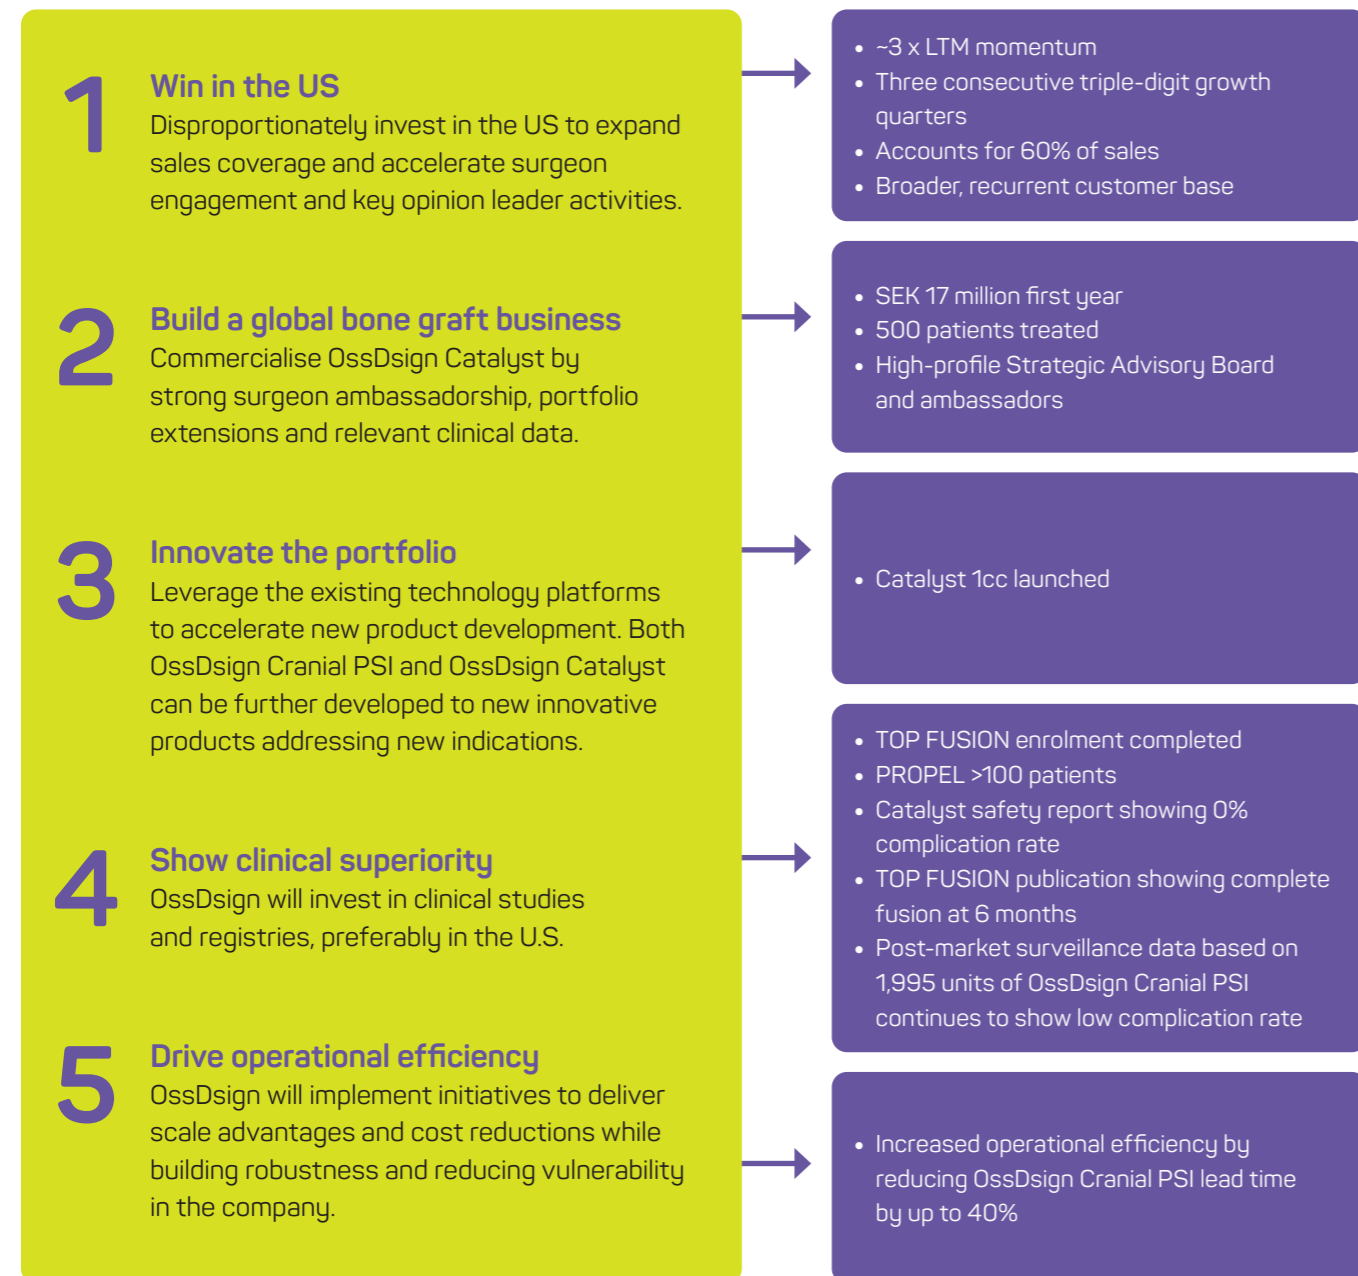 1
Win in the US
Disproportionately invest in the US to expand
sales coverage and accelerate surgeon
engagement and key opinion leader activities.
• ~3 x LTM momentum
• Three consecutive triple-digit growth
quarters
• Accounts for 60% of sales
• Broader, recurrent customer base
2
Build a global bone graft business
Commercialise OssDsign Catalyst by
strong surgeon ambassadorship, portfolio
extensions and relevant clinical data.
• SEK 17 million first year
• 500 patients treated
• High-profile Strategic Advisory Board
and ambassadors
3
Innovate the portfolio
Leverage the existing technology platforms
to accelerate new product development. Both
OssDsign Cranial PSI and OssDsign Catalyst
can be further developed to new innovative
products addressing new indications.
• Catalyst 1cc launched
4
Show clinical superiority
OssDsign will invest in clinical studies
and registries, preferably in the U.S.
• TOP FUSION enrolment completed
• PROPEL >100 patients
• Catalyst safety report showing 0%
complication rate
• TOP FUSION publication showing complete
fusion at 6 months
• Post-market surveillance data based on
1,995 units of OssDsign Cranial PSI
continues to show low complication rate
5
Drive operational efficiency
OssDsign will implement initiatives to deliver
scale advantages and cost reductions while
building robustness and reducing vulnerability
in the company.
• Increased operational efficiency by
reducing OssDsign Cranial PSI lead time
by up to 40%